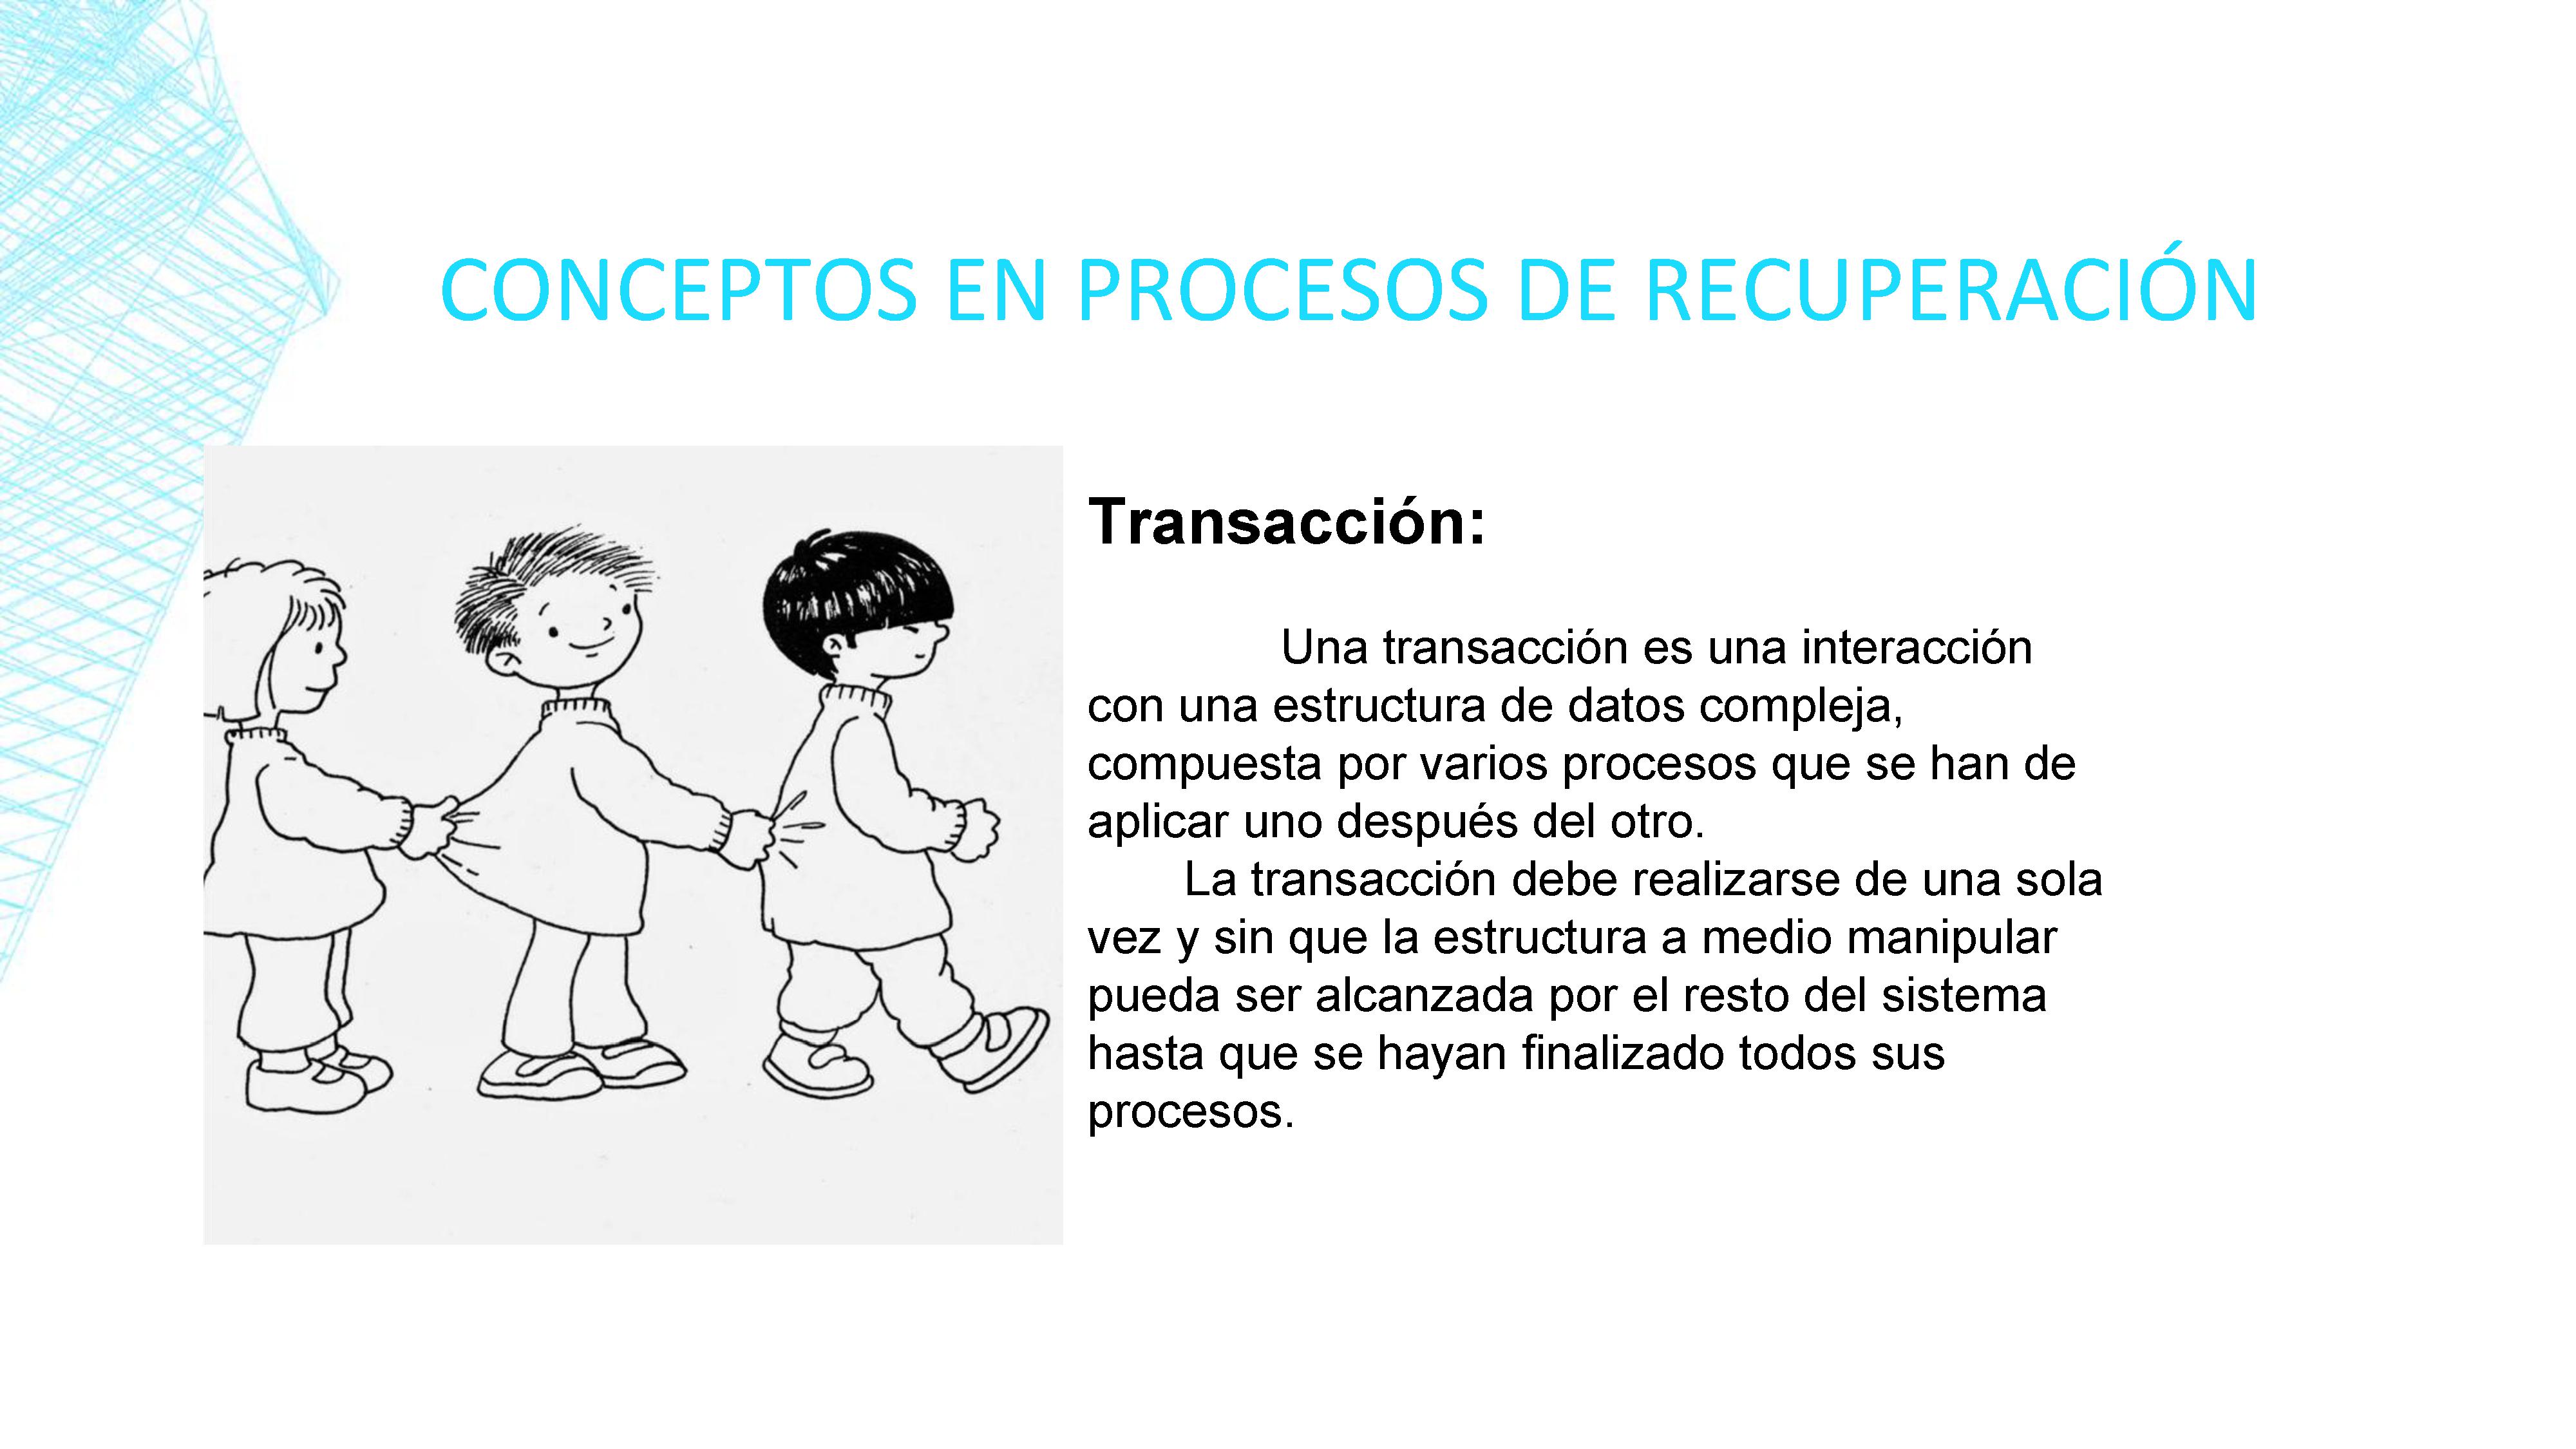 CONCEPTOS EN PROCESOS DE RECUPERACIÓN
Transacción:
Una transacción es una interacción
con una estructura de datos compleja,
compuesta por varios procesos que se han de
aplicar uno después del otro.
La transacción debe realizarse de una sola
vez y sin que la estructura a medio manipular
pueda ser alcanzada por el resto del sistema
hasta que se hayan finalizado todos sus
procesos.